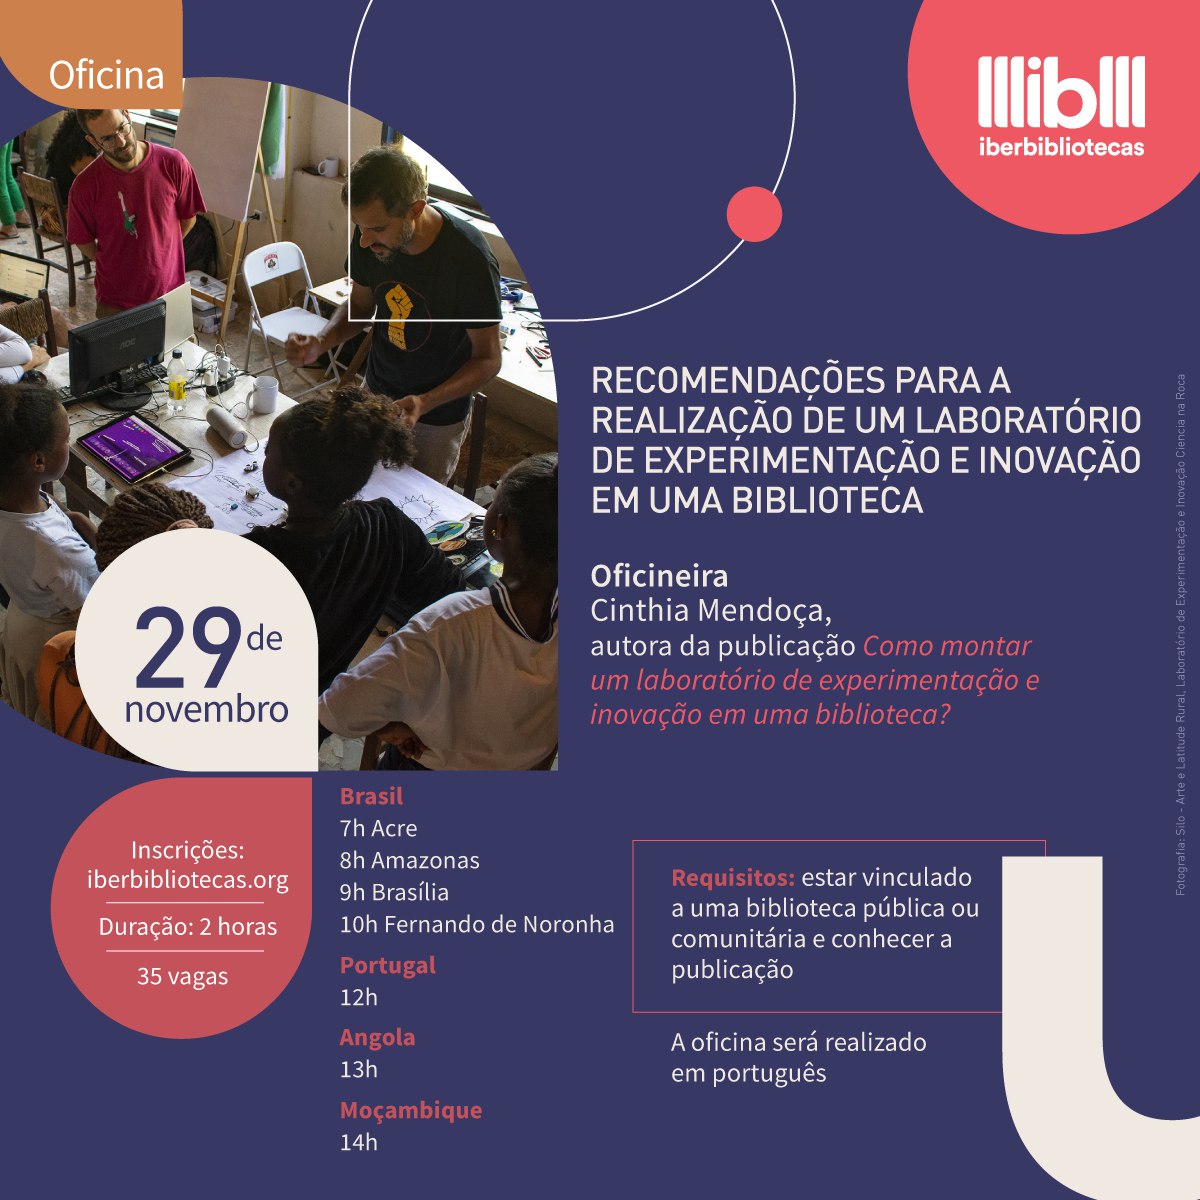 Oficina
iberbibliotecas
RECOMENDAÇÕES PARA A
REALIZAÇÃO DE UM LABORATÓRIO
DE EXPERIMENTAÇÃO E INOVAÇÃO
EM UMA BIBLIOTECA
Oficineira
Cinthia Mendoça,
autora da publicação Como montar
um laboratório de experimentação e
inovação em uma biblioteca?
29 de
novembro
Inscrições:
iberbibliotecas.org
Duração: 2 horas
35 vagas
Brasil
7h Acre
8h Amazonas
9h Brasília
10h Fernando de Noronha
Portugal
12h
Angola
13h
Moçambique
14h
Requisitos: estar vinculado
a uma biblioteca pública ou
comunitária e conhecer a
publicação
A oficina será realizado
em português
Fotografia: Silo - Arte e Latitude Rural, Laboratório de Experimentação e Inovação Ciencia na Roca